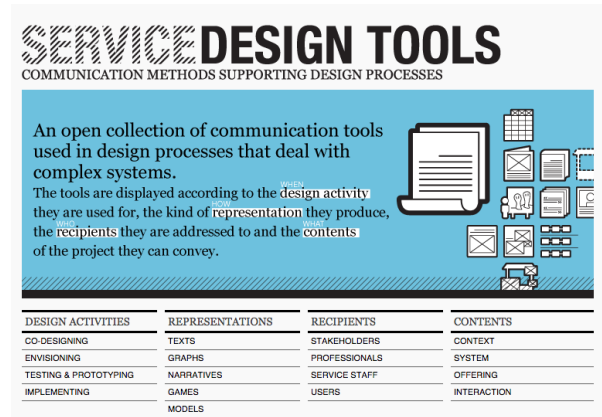 SERVICE DESIGN TOOLS
COMMUNICATION METHODS SUPPORTING DESIGN PROCESSES
An open collection of communication tools
used in design processes that deal with
complex systems.
WHEN
The tools are displayed according to the design activity
HOW
they are used for, the kind of representation they produce,
WHO WHAT
the recipients they are addressed to and the contents
of the project they can convey.
DESIGN ACTIVITIES REPRESENTATIONS RECIPIENTS CONTENTS
CO-DESIGNING TEXTS STAKEHOLDERS CONTEXT
ENVISIONING GRAPHS PROFESSIONALS SYSTEM
TESTING & PROTOTYPING NARRATIVES SERVICE STAFF OFFERING
IMPLEMENTING GAMES USERS INTERACTION
MODELS